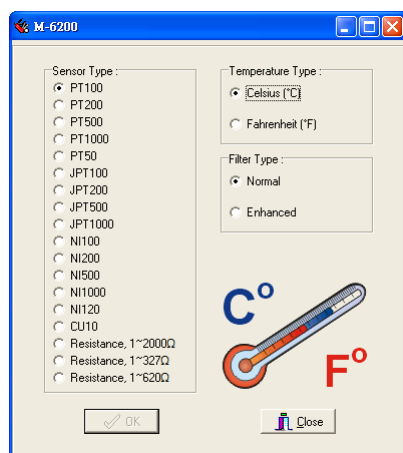 M-6200
Sensor Type :
PT100
PT200
PT500
PT1000
PT50
JPT100
JPT200
JPT500
JPT1000
NI100
NI200
NI500
NI1000
NI120
CU10
Resistance, 1~2000Ω
Resistance, 1~327Ω
Resistance, 1~620Ω
Temperature Type :
Celsius (°C)
Fahrenheit (°F)
Filter Type :
Normal
Enhanced
C°
F°
OK
Close